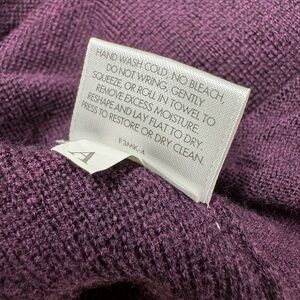 HAND WASH COLD, NO BLEACH,
DO NOT WRING, GENTLY
SQUEEZE, OR ROLL IN TOWEL TO
REMOVE EXCESS MOISTURE.
RESHAPE AND LAY FLAT TO DRY.
PRESS TO RESTORE OR DRY CLEAN.
F3MK-4
A